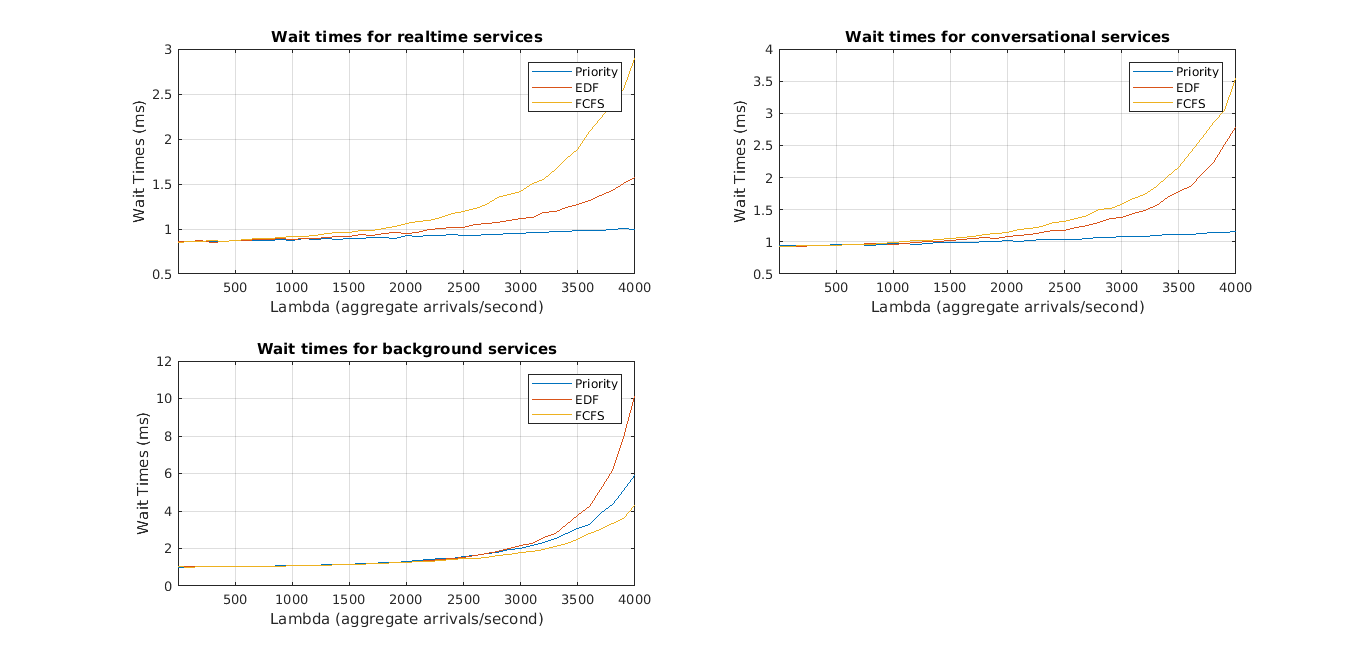 Wait times for realtime services
3
2.5
2
1.5
1
0.5
Wait Times (ms)
Priority
EDF
FCFS
500 1000 1500 2000 2500 3000 3500 4000
Lambda (aggregate arrivals/second)
Wait times for conversational services
4
3.5
3
2.5
2
1.5
1
0.5
Wait Times (ms)
Priority
EDF
FCFS
500 1000 1500 2000 2500 3000 3500 4000
Lambda (aggregate arrivals/second)
Wait times for background services
12
10
8
6
4
2
0
Wait Times (ms)
Priority
EDF
FCFS
500 1000 1500 2000 2500 3000 3500 4000
Lambda (aggregate arrivals/second)